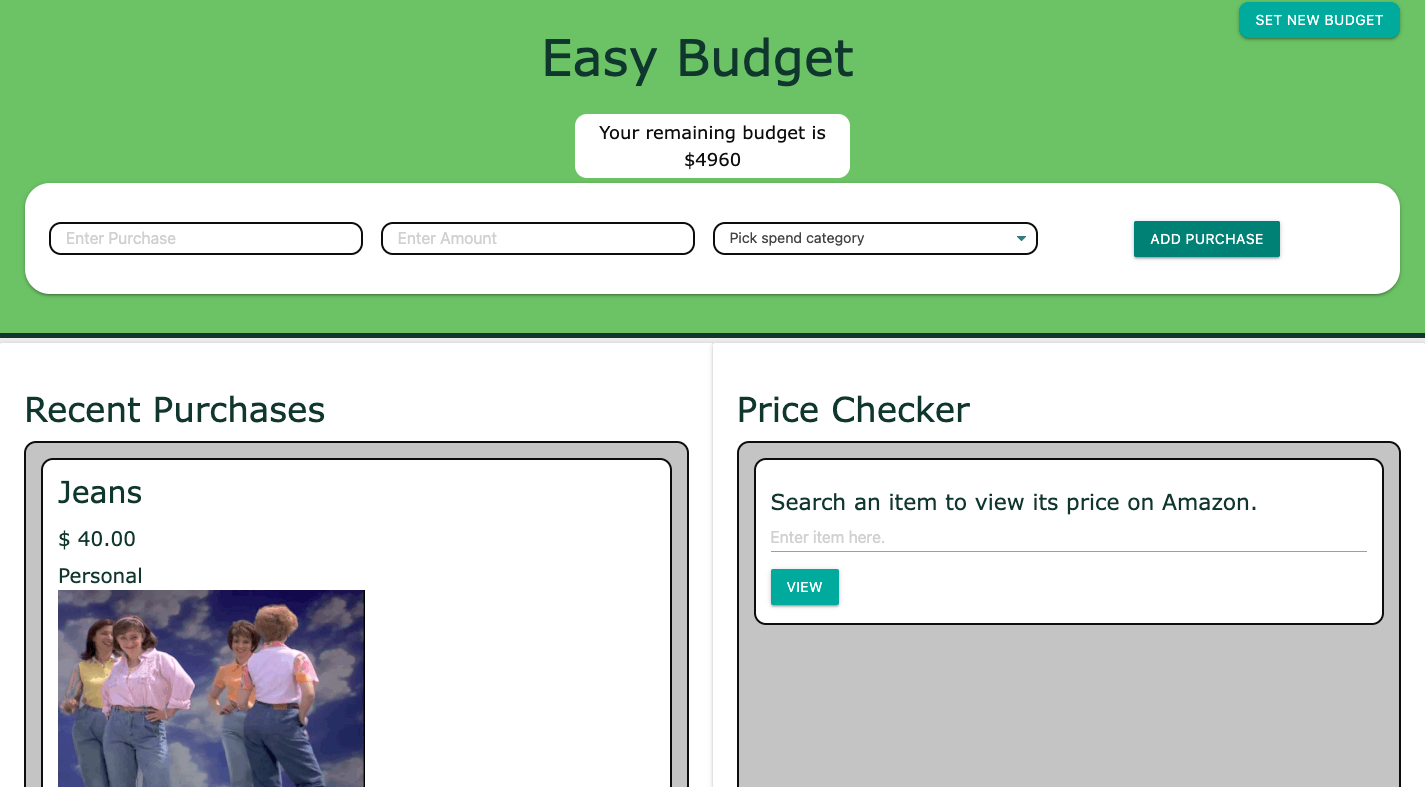 SET NEW BUDGET
Easy Budget
Your remaining budget is
$4960
Enter Purchase
Enter Amount
Pick spend category
ADD PURCHASE
Recent Purchases
Jeans
$ 40.00
Personal
Price Checker
Search an item to view its price on Amazon.
Enter item here.
VIEW